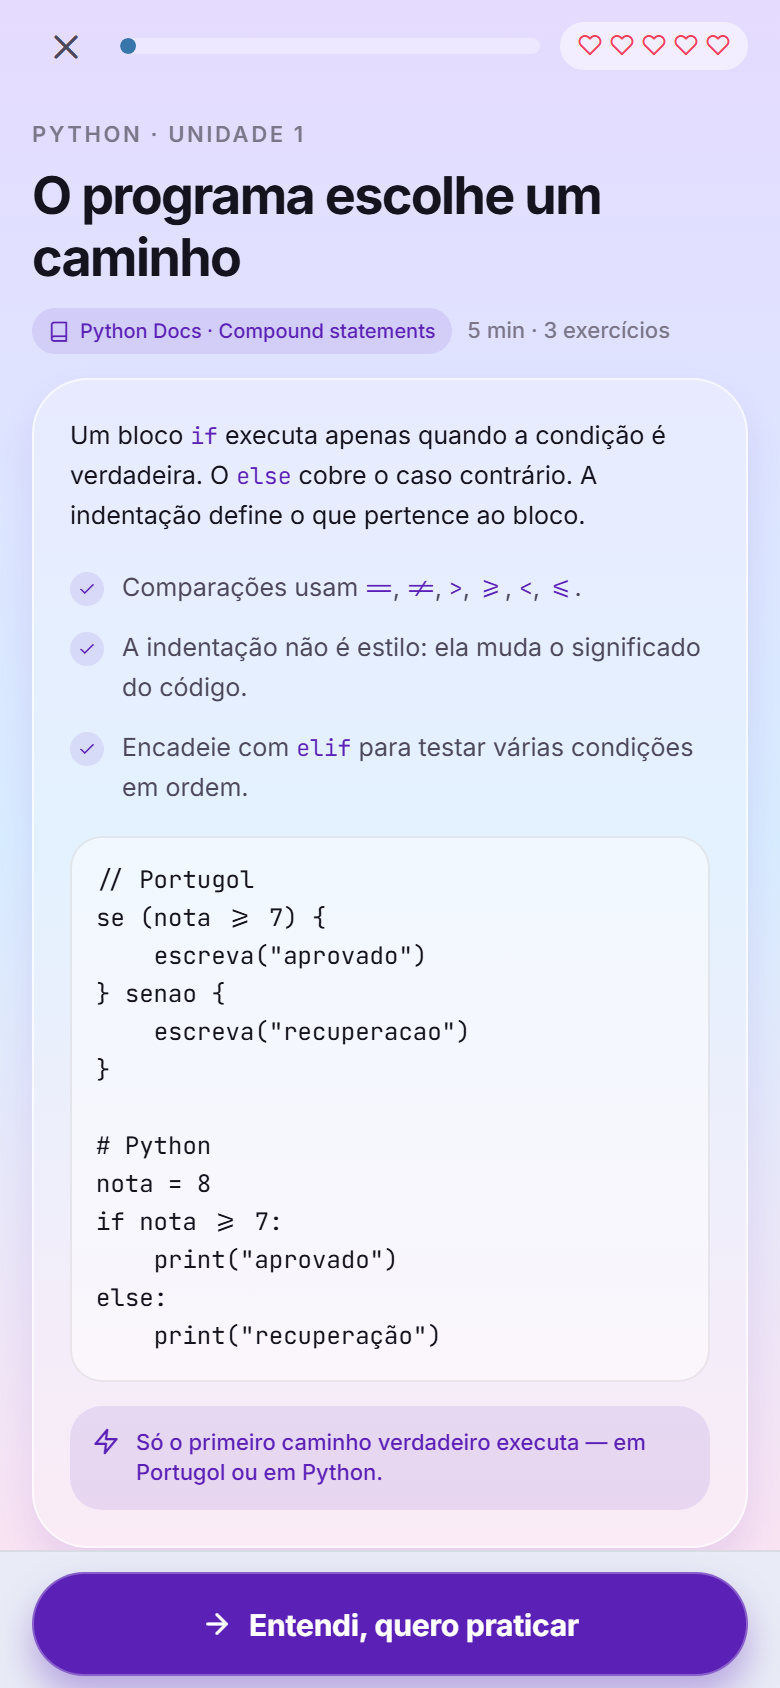 PYTHON · UNIDADE 1
O programa escolhe um
caminho
Python Docs · Compound statements
5 min · 3 exercícios
Um bloco if executa apenas quando a condição é
verdadeira. O else cobre o caso contrário. A
indentação define o que pertence ao bloco.
Comparações usam ==, !=, >, >=, <, <=.
A indentação não é estilo: ela muda o significado
do código.
Encadeie com elif para testar várias condições
em ordem.
// Portugol
se (nota >= 7) {
    escreva("aprovado")
} senao {
    escreva("recuperacao")
}
# Python
nota = 8
if nota >= 7:
    print("aprovado")
else:
    print("recuperação")
Só o primeiro caminho verdadeiro executa — em
Portugol ou em Python.
→ Entendi, quero praticar